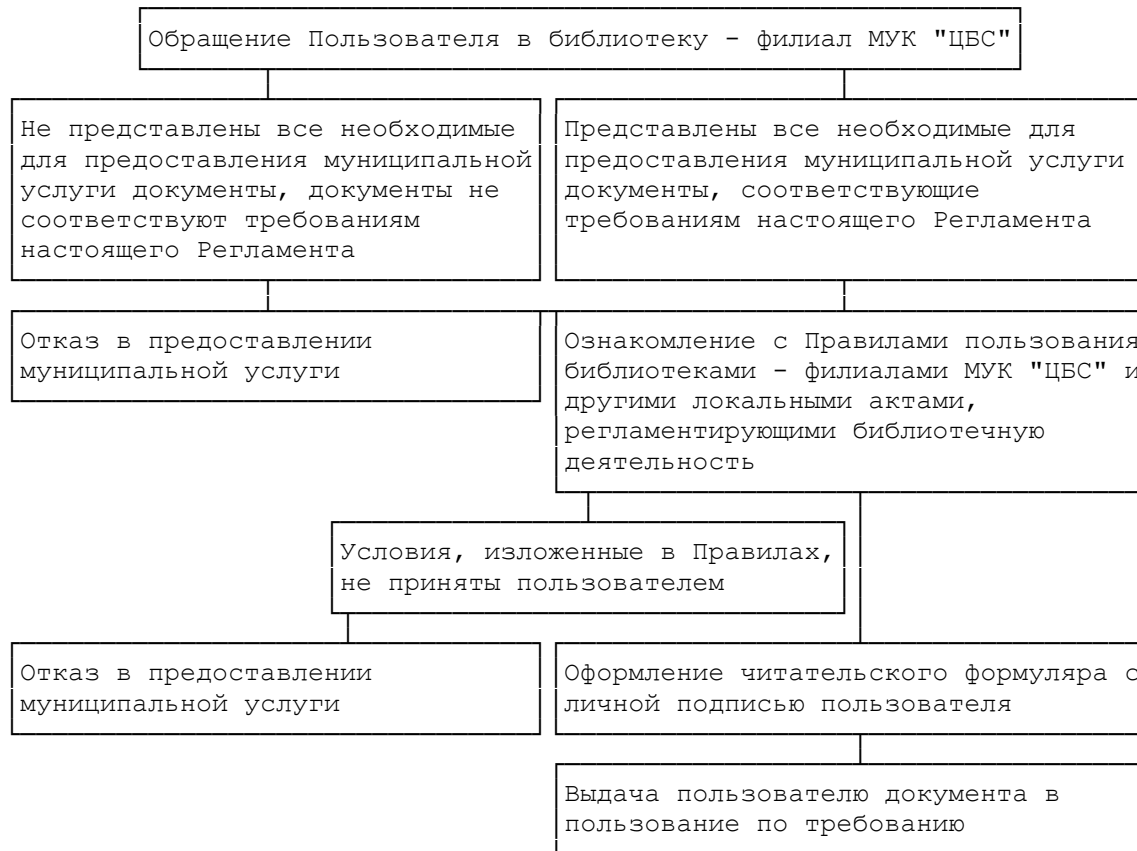 Обращение Пользователя в библиотеку - филиал МУК "ЦБС"
Не представлены все необходимые
для предоставления муниципальной
услуги документы, документы не
соответствуют требованиям
настоящего Регламента
Представлены все необходимые для
предоставления муниципальной услуги
документы, соответствующие
требованиям настоящего Регламента
Отказ в предоставлении
муниципальной услуги
Ознакомление с Правилами пользования
библиотеками - филиалами МУК "ЦБС" и
другими локальными актами,
регламентирующими библиотечную
деятельность
Условия, изложенные в Правилах,
не приняты пользователем
Отказ в предоставлении
муниципальной услуги
Оформление читательского формуляра с
личной подписью пользователя
Выдача пользователю документа в
пользование по требованию